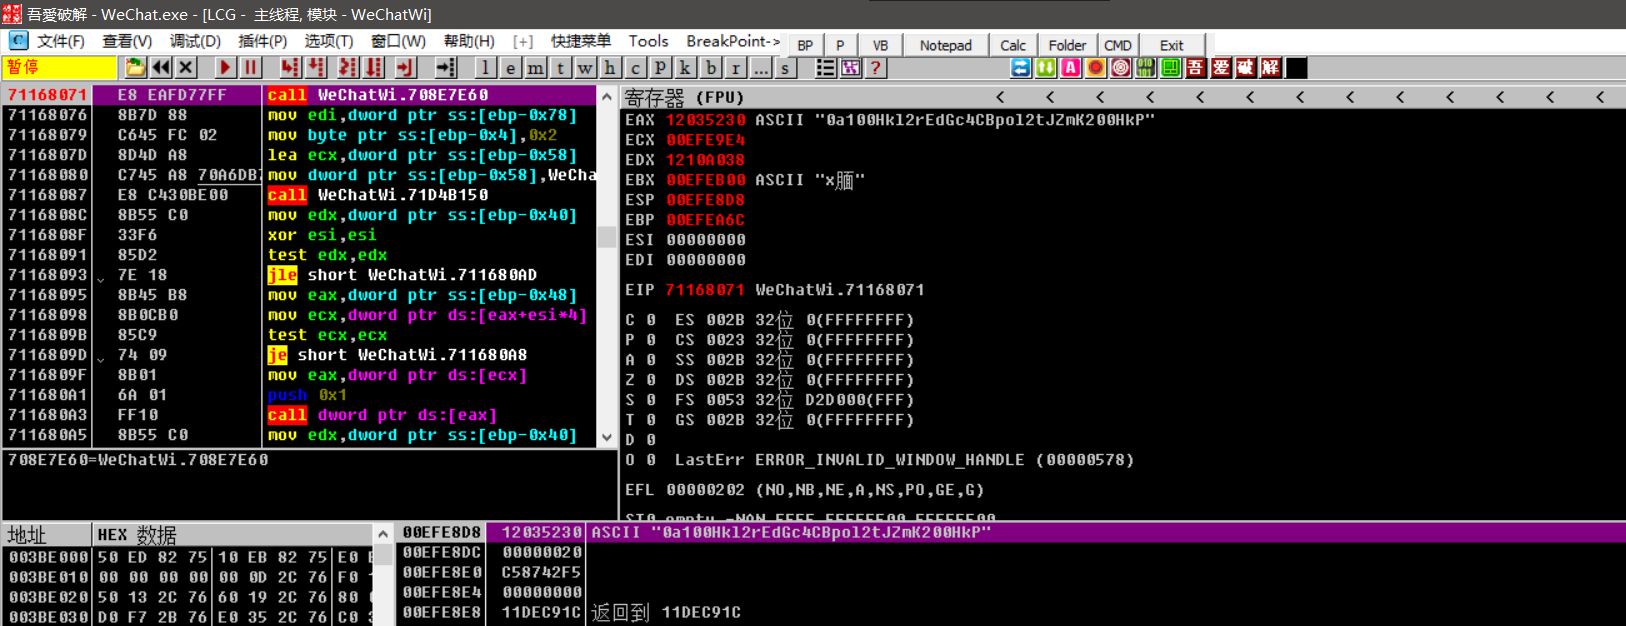 吾爱破解 - WeChat.exe - [LCG - 主线程, 模块 - WeChatWi]
文件(F) 查看(V) 调试(D) 插件(P) 选项(T) 窗口(W) 帮助(H) [+] 快捷菜单 Tools BreakPoint-> BP P VB Notepad Calc Folder CMD Exit
暂停 l e m t w h c p k b r ... s ? 吾 爱 破 解
71168071 E8 EAFD77FF call WeChatWi.708E7E60
71168076 8B7D 88 mov edi,dword ptr ss:[ebp-0x78]
71168079 C645 FC 02 mov byte ptr ss:[ebp-0x4],0x2
7116807D 8D4D A8 lea ecx,dword ptr ss:[ebp-0x58]
71168080 C745 A8 70A6DB7 mov dword ptr ss:[ebp-0x58],WeCha
71168087 E8 C430BE00 call WeChatWi.71D4B150
7116808C 8B55 C0 mov edx,dword ptr ss:[ebp-0x40]
7116808F 33F6 xor esi,esi
71168091 85D2 test edx,edx
71168093 7E 18 jle short WeChatWi.711680AD
71168095 8B45 B8 mov eax,dword ptr ss:[ebp-0x48]
71168098 8B0CB0 mov ecx,dword ptr ds:[eax+esi*4]
7116809B 85C9 test ecx,ecx
7116809D 74 09 je short WeChatWi.711680A8
7116809F 8B01 mov eax,dword ptr ds:[ecx]
711680A1 6A 01 push 0x1
711680A3 FF10 call dword ptr ds:[eax]
711680A5 8B55 C0 mov edx,dword ptr ss:[ebp-0x40]
708E7E60=WeChatWi.708E7E60
寄存器 (FPU) < < < < < < < < < < < < <
EAX 12035230 ASCII "0a100Hkl2rEdGc4CBpol2tJZmK200HkP"
ECX 00EFE9E4
EDX 1210A038
EBX 00EFEB00 ASCII "x
ESP 00EFE8D8
EBP 00EFEA6C
ESI 00000000
EDI 00000000
EIP 71168071 WeChatWi.71168071
C 0 ES 002B 32位 0(FFFFFFFF)
P 0 CS 0023 32位 0(FFFFFFFF)
A 0 SS 002B 32位 0(FFFFFFFF)
Z 0 DS 002B 32位 0(FFFFFFFF)
S 0 FS 0053 32位 D2D000(FFF)
T 0 GS 002B 32位 0(FFFFFFFF)
D 0
O 0 LastErr ERROR_INVALID_WINDOW_HANDLE (00000578)
EFL 00000202 (NO,NB,NE,A,NS,PO,GE,G)
地址 HEX 数据
003BE000 50 ED 82 75 10 EB 82 75 E0
003BE010 00 00 00 00 00 0D 2C 76 F0
003BE020 50 13 2C 76 60 19 2C 76 80
003BE030 D0 F7 2B 76 E0 35 2C 76 C0
00EFE8D8 12035230 ASCII "0a100Hkl2rEdGc4CBpol2tJZmK200HkP"
00EFE8DC 00000020
00EFE8E0 C58742F5
00EFE8E4 00000000
00EFE8E8 11DEC91C 返回到 11DEC91C